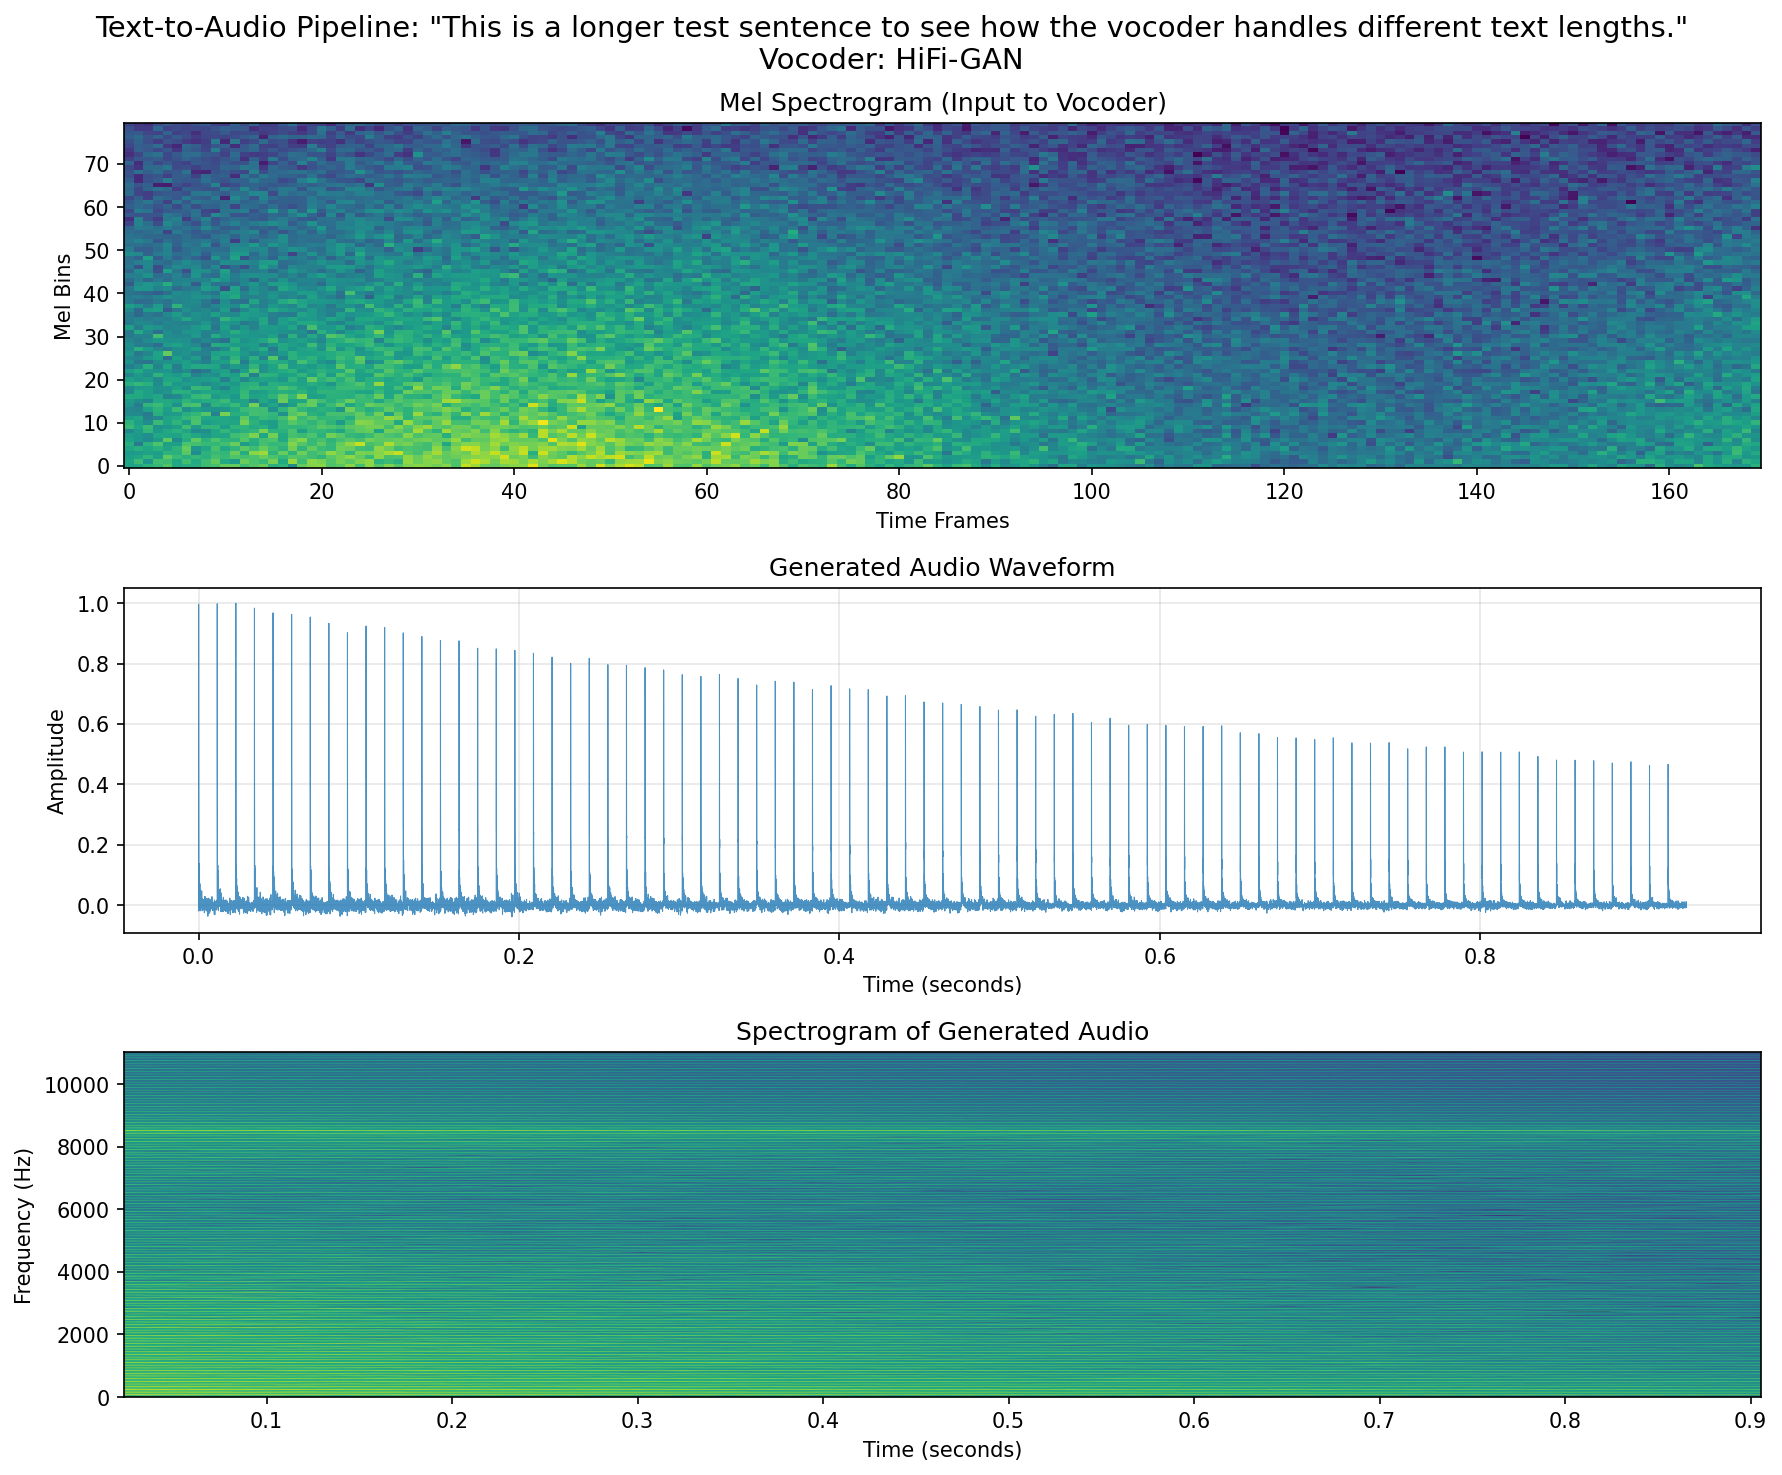 Text-to-Audio Pipeline: "This is a longer test sentence to see how the vocoder handles different text lengths."
Vocoder: HiFi-GAN
Mel Spectrogram (Input to Vocoder)
70
60
50
40
30
20
10
0
Mel Bins
0 20 40 60 80 100 120 140 160
Time Frames
Generated Audio Waveform
1.0
0.8
0.6
0.4
0.2
0.0
Amplitude
0.0 0.2 0.4 0.6 0.8
Time (seconds)
Spectrogram of Generated Audio
10000
8000
6000
4000
2000
0
Frequency (Hz)
0.1 0.2 0.3 0.4 0.5 0.6 0.7 0.8 0.9
Time (seconds)